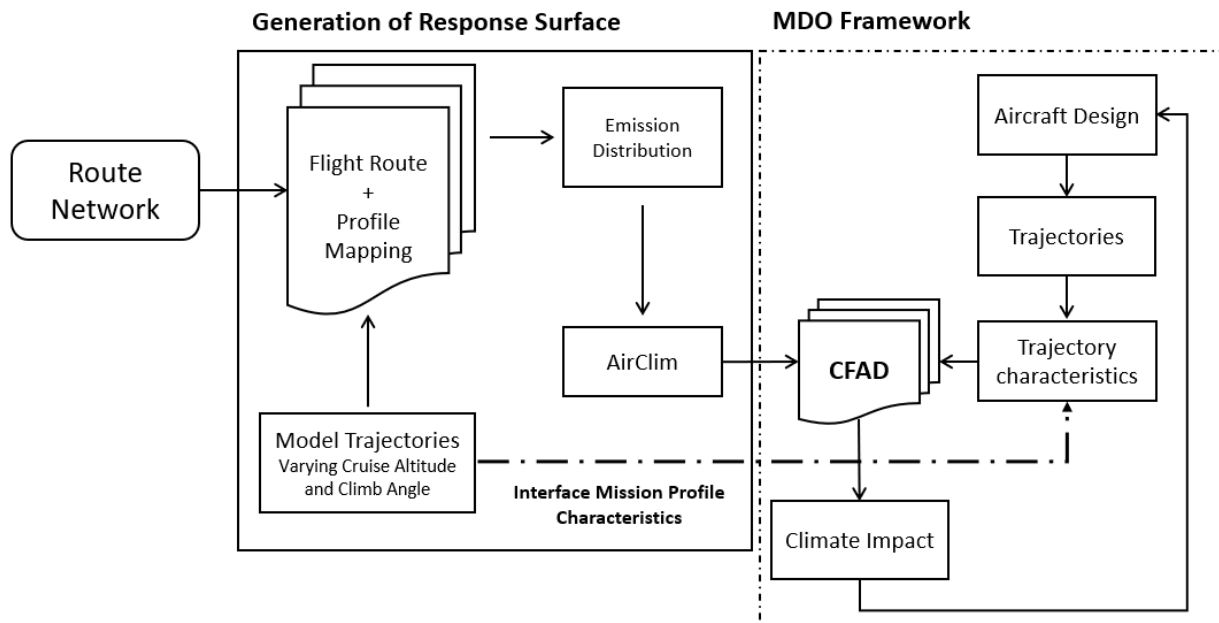 Generation of Response Surface
MDO Framework
Route
Network
Flight Route
+
Profile
Mapping
Emission
Distribution
AirClim
Model Trajectories
Varying Cruise Altitude
and Climb Angle
Interface Mission Profile
Characteristics
Aircraft Design
Trajectories
Trajectory
characteristics
CFAD
Climate Impact